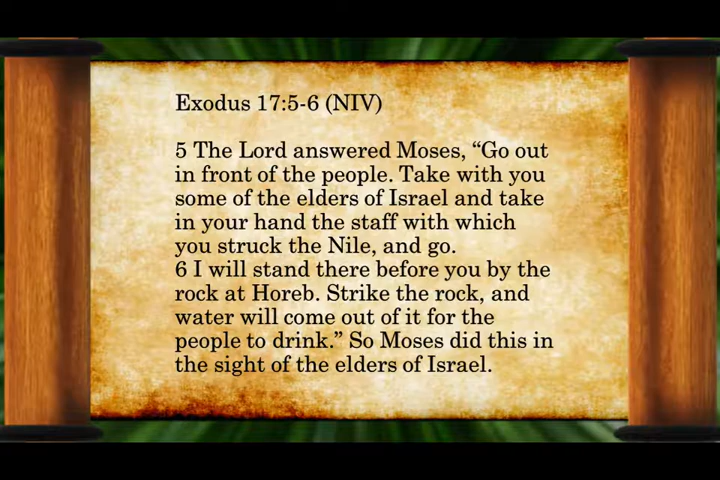 Exodus 17:5-6 (NIV)
5 The Lord answered Moses, “Go out
in front of the people. Take with you
some of the elders of Israel and take
in your hand the staff with which
you struck the Nile, and go.
6 I will stand there before you by the
rock at Horeb. Strike the rock, and
water will come out of it for the
people to drink.” So Moses did this in
the sight of the elders of Israel.